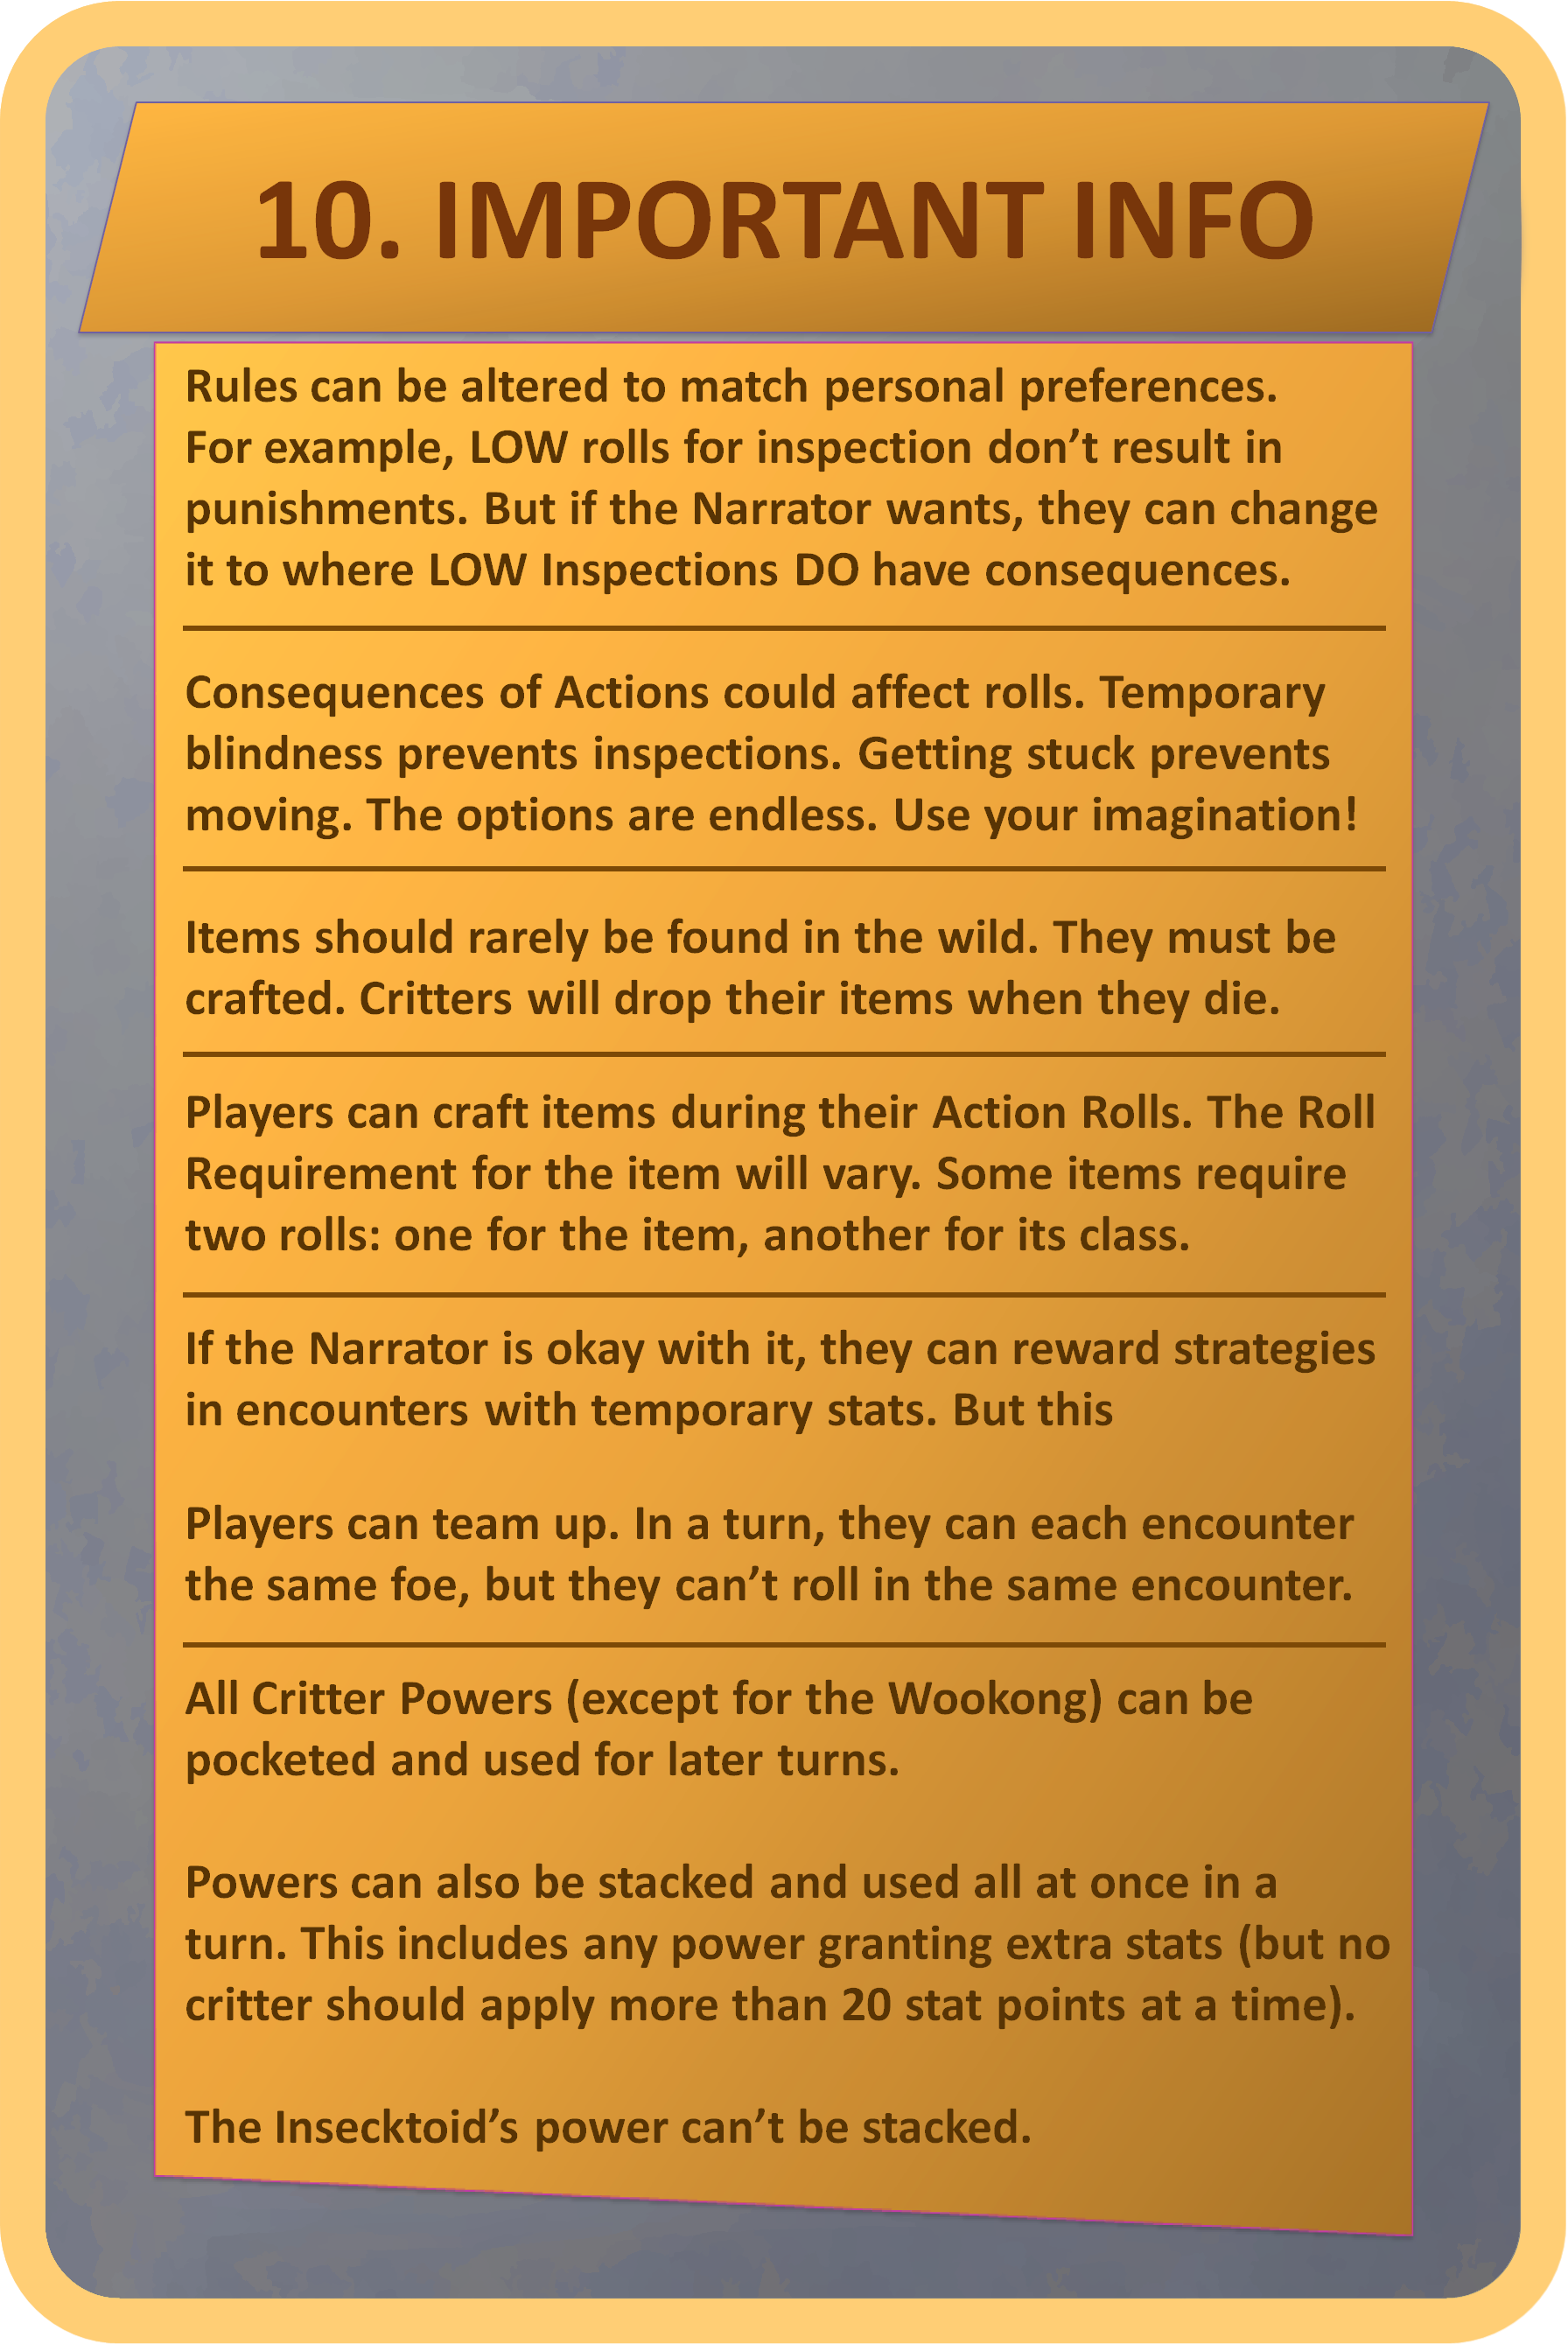 10. IMPORTANT INFO
Rules can be altered to match personal preferences.
For example, LOW rolls for inspection don’t result in
punishments. But if the Narrator wants, they can change
it to where LOW Inspections DO have consequences.
Consequences of Actions could affect rolls. Temporary
blindness prevents inspections. Getting stuck prevents
moving. The options are endless. Use your imagination!
Items should rarely be found in the wild. They must be
crafted. Critters will drop their items when they die.
Players can craft items during their Action Rolls. The Roll
Requirement for the item will vary. Some items require
two rolls: one for the item, another for its class.
If the Narrator is okay with it, they can reward strategies
in encounters with temporary stats. But this
Players can team up. In a turn, they can each encounter
the same foe, but they can’t roll in the same encounter.
All Critter Powers (except for the Wookong) can be
pocketed and used for later turns.
Powers can also be stacked and used all at once in a
turn. This includes any power granting extra stats (but no
critter should apply more than 20 stat points at a time).
The Insecktoid’s power can’t be stacked.